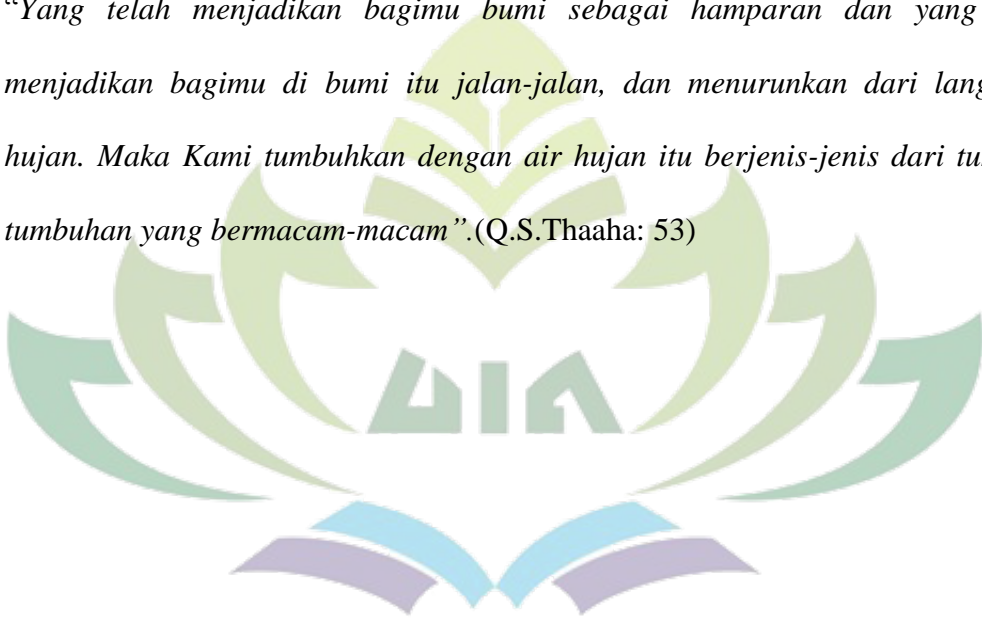 “Yang telah menjadikan bagimu bumi sebagai hamparan dan yang
menjadikan bagimu di bumi itu jalan-jalan, dan menurunkan dari
hujan. Maka Kami tumbuhkan dengan air hujan itu berjenis-jenis dari
tumbuhan yang bermacam-macam”.(Q.S.Thaaha: 53)
UIN